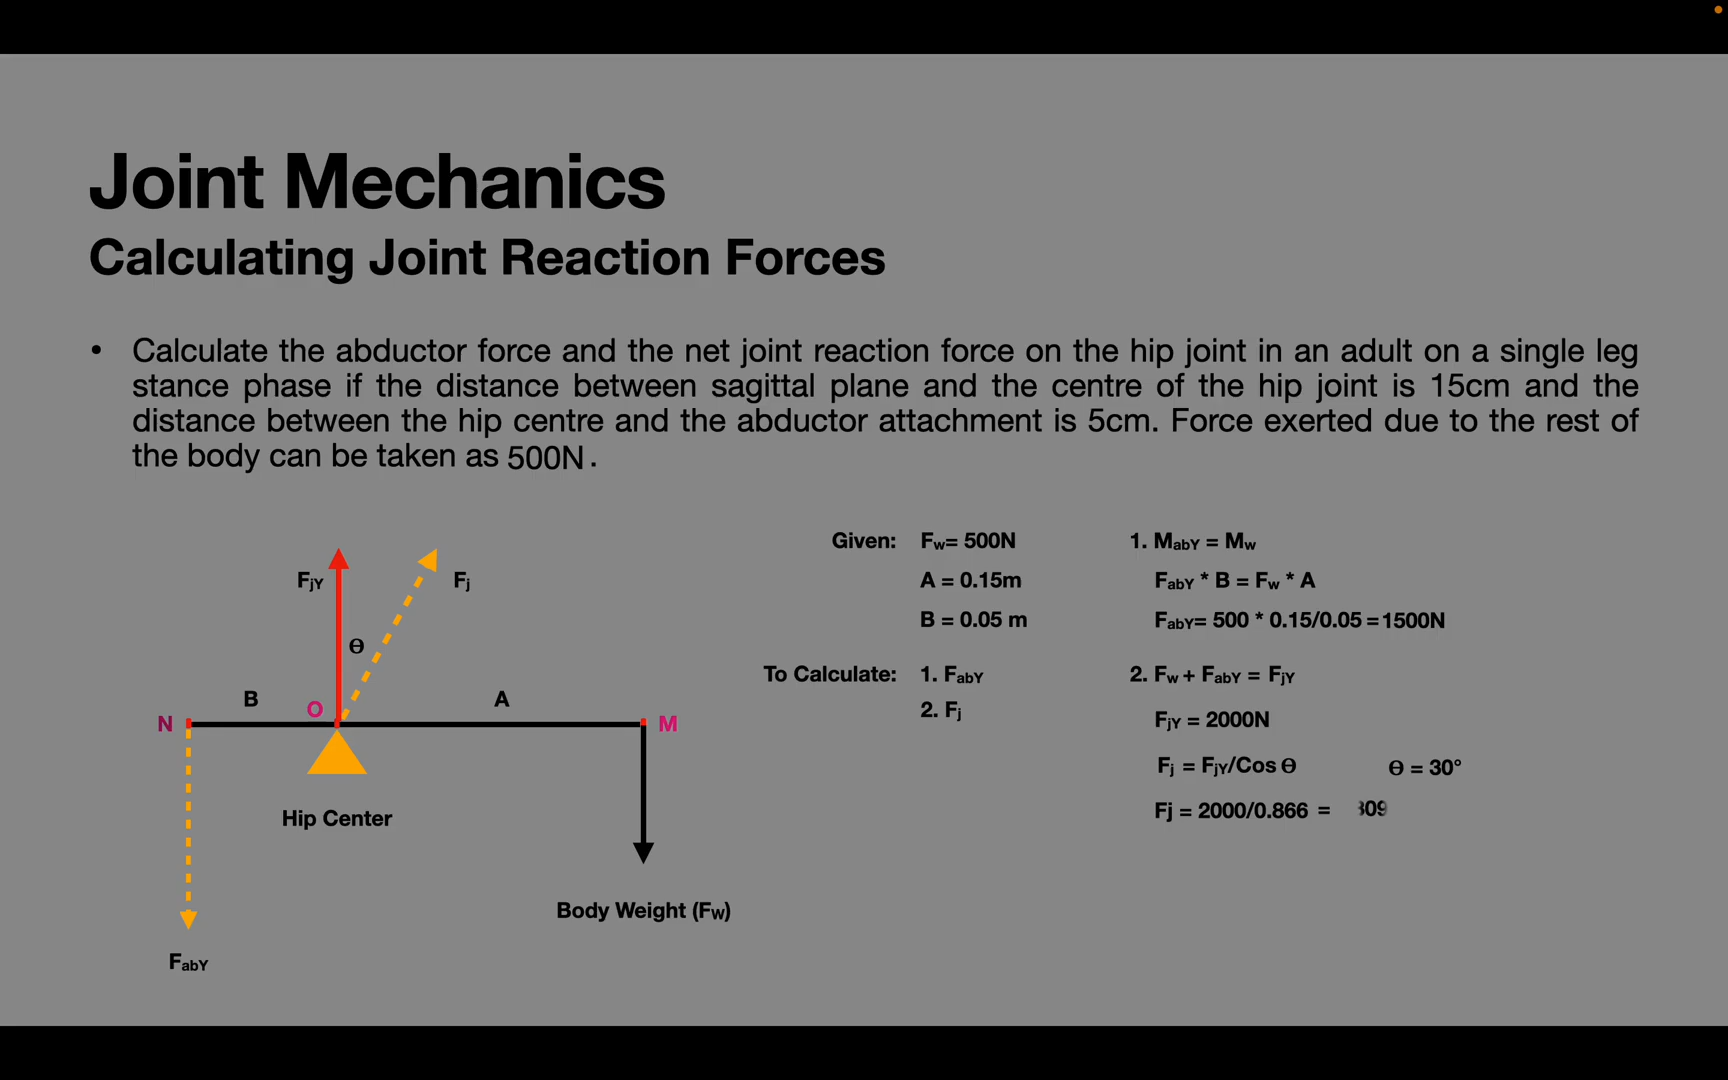 Joint Mechanics
Calculating Joint Reaction Forces
• Calculate the abductor force and the net joint reaction force on the hip joint in an adult on a single leg
stance phase if the distance between sagittal plane and the centre of the hip joint is 15cm and the
distance between the hip centre and the abductor attachment is 5cm. Force exerted due to the rest of
the body can be taken as 500N.
FjY
Fj
Θ
B
O
A
N
M
Hip Center
Body Weight (Fw)
FabY
Given: Fw= 500N
A = 0.15m
B = 0.05 m
To Calculate: 1. FabY
2. Fj
1. MabY = Mw
FabY * B = Fw * A
FabY= 500 * 0.15/0.05 = 1500N
2. Fw + FabY = FjY
FjY = 2000N
Fj = FjY/Cos Θ Θ = 30°
Fj = 2000/0.866 =